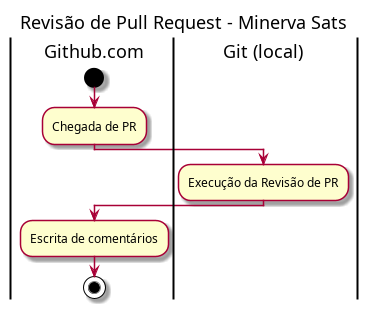 Revisão de Pull Request - Minerva Sats
Github.com
Git (local)
Chegada de PR
Execução da Revisão de PR
Escrita de comentários